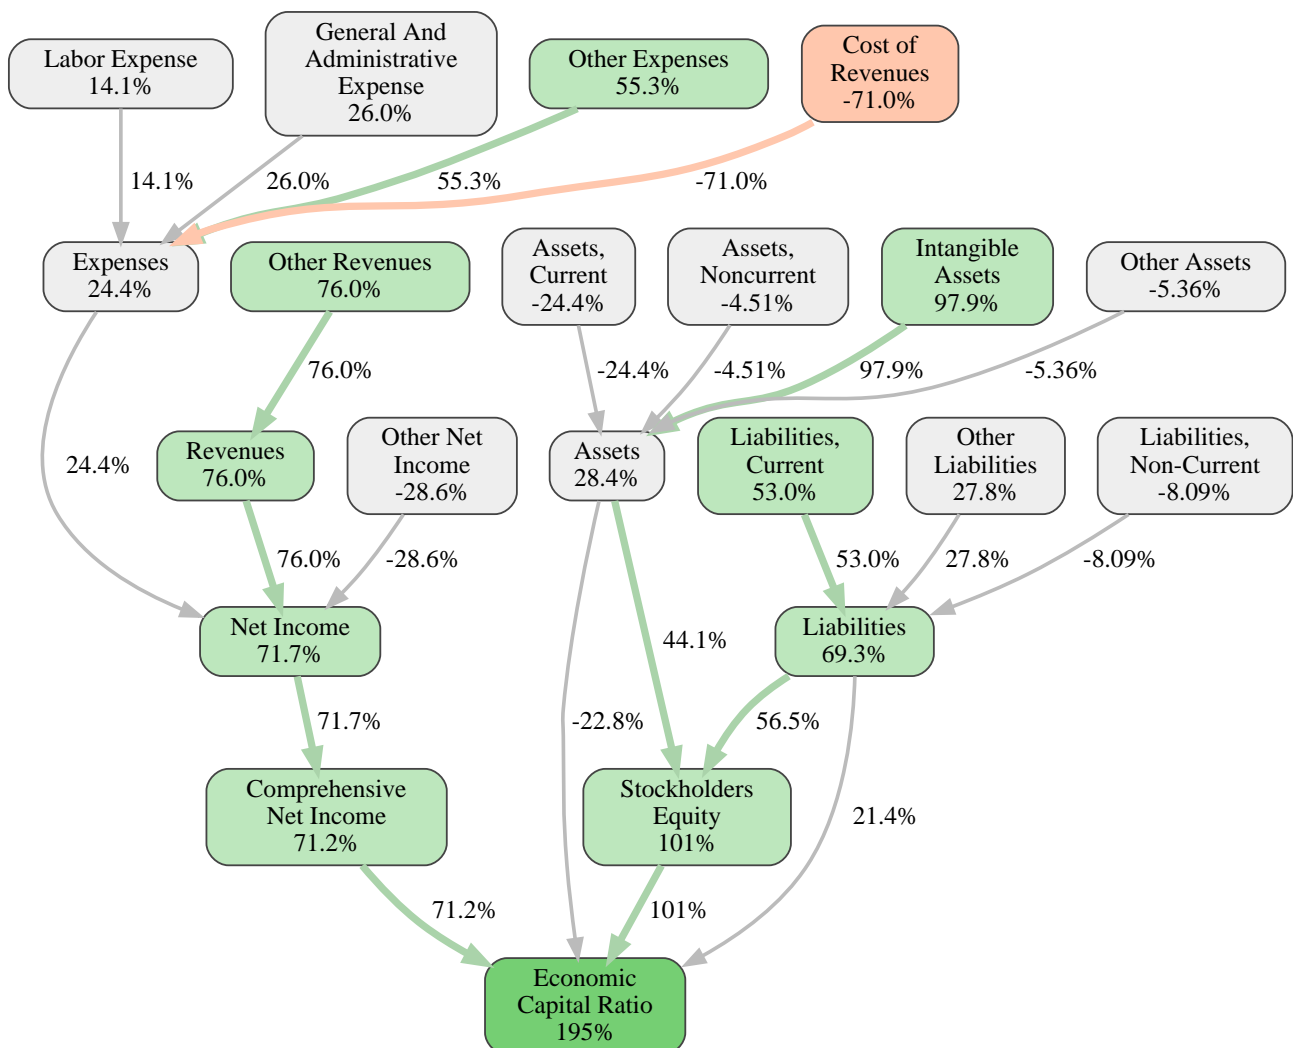 Labor Expense
14.1%
General And
Administrative
Expense
26.0%
Other Expenses
55.3%
Cost of
Revenues
-71.0%
14.1%
26.0%
55.3%
-71.0%
Expenses
24.4%
Other Revenues
76.0%
Assets,
Current
-24.4%
Assets,
Noncurrent
-4.51%
Intangible
Assets
97.9%
Other Assets
-5.36%
76.0%
-24.4%
-4.51%
97.9%
-5.36%
24.4%
Revenues
76.0%
Other Net
Income
-28.6%
Assets
28.4%
Liabilities,
Current
53.0%
Other
Liabilities
27.8%
Liabilities,
Non-Current
-8.09%
76.0%
-28.6%
53.0%
27.8%
-8.09%
Net Income
71.7%
44.1%
Liabilities
69.3%
71.7%
-22.8%
56.5%
Comprehensive
Net Income
71.2%
Stockholders
Equity
101%
21.4%
71.2%
101%
Economic
Capital Ratio
195%